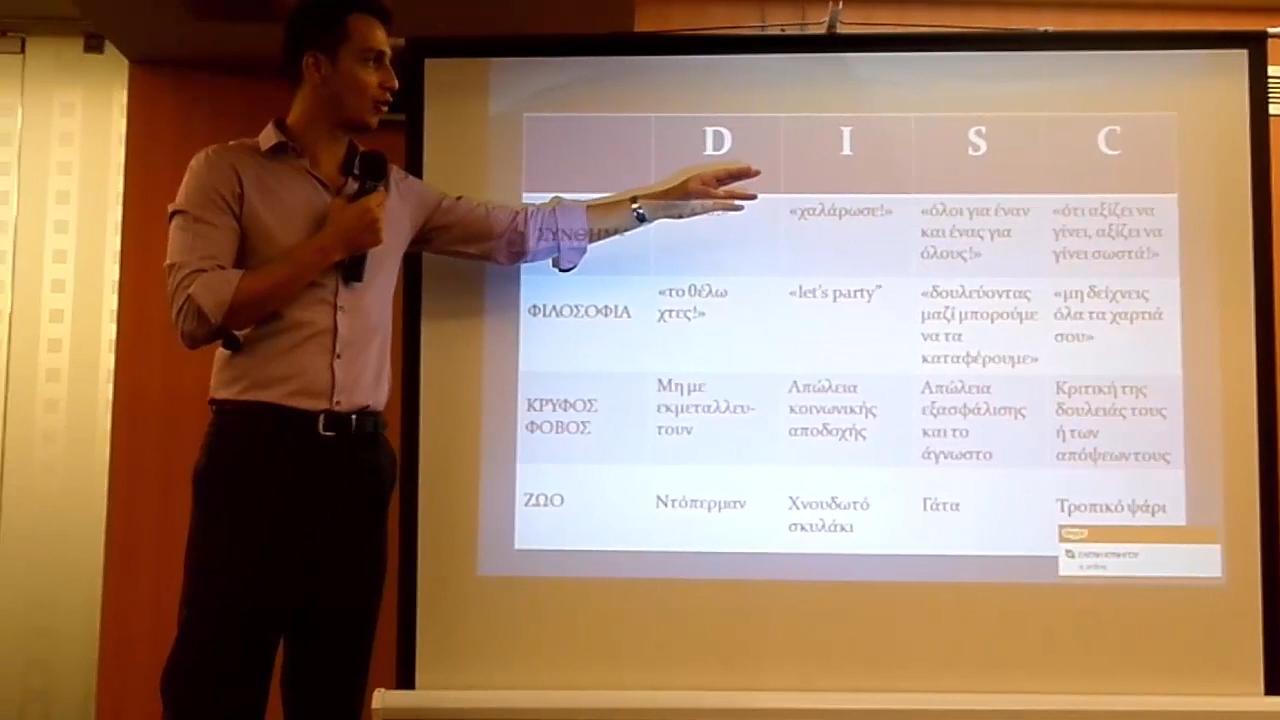 D I S C
ΣΥΝΘΗΜΑ «χαλάρωσε!» «όλοι για έναν και ένας για όλους!» «ότι αξίζει να γίνει, αξίζει να γίνει σωστά!»
ΦΙΛΟΣΟΦΙΑ «το θέλω χτες!» «let's party" «δουλεύοντας μαζί μπορούμε να τα καταφέρουμε» «μη δείχνεις όλα τα χαρτιά σου»
ΚΡΥΦΟΣ ΦΟΒΟΣ Μη με εκμεταλλευ-τουν Απώλεια κοινωνικής αποδοχής Απώλεια εξασφάλισης και το άγνωστο Κριτική της δουλειάς τους ή των απόψεων τους
ΖΩΟ Ντόπερμαν Χνουδωτό σκυλάκι Γάτα Τροπικό ψάρι